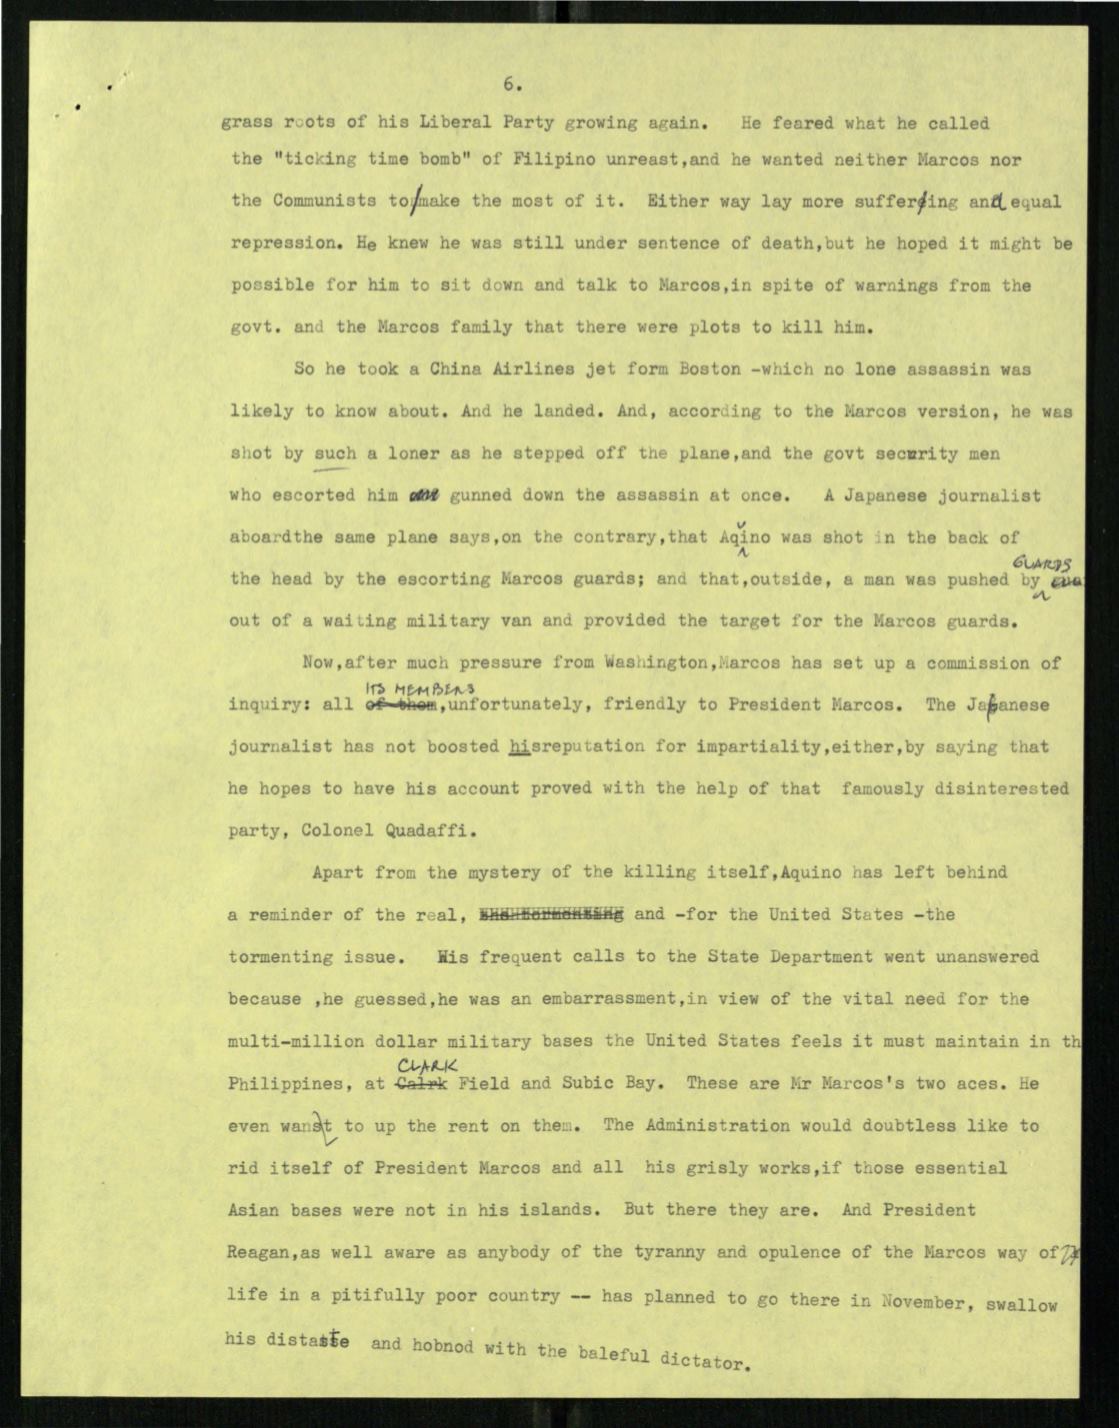 6.
grass roots of his Liberal Party growing again. He feared what he called
the "ticking time bomb" of Filipino unreast,and he wanted neither Marcos nor
the Communists to/make the most of it. Either way lay more suffering and equal
repression. He knew he was still under sentence of death,but he hoped it might be
possible for him to sit down and talk to Marcos,in spite of warnings from the
govt. and the Marcos family that there were plots to kill him.
So he took a China Airlines jet form Boston -which no lone assassin was
likely to know about. And he landed. And, according to the Marcos version, he was
shot by such a loner as he stepped off the plane,and the govt security men
who escorted him gunned down the assassin at once. A Japanese journalist
aboardthe same plane says,on the contrary,that Aqino was shot in the back of
GUARDS
the head by the escorting Marcos guards; and that,outside, a man was pushed by
out of a waiting military van and provided the target for the Marcos guards.
Now,after much pressure from Washington,Marcos has set up a commission of
ITS MEMBERS
inquiry: all of them,unfortunately, friendly to President Marcos. The Japanese
journalist has not boosted hisreputation for impartiality,either,by saying that
he hopes to have his account proved with the help of that famously disinterested
party, Colonel Quadaffi.
Apart from the mystery of the killing itself,Aquino has left behind
a reminder of the real, the tormenting and -for the United States -the
tormenting issue. His frequent calls to the State Department went unanswered
because ,he guessed,he was an embarrassment,in view of the vital need for the
multi-million dollar military bases the United States feels it must maintain in th
CLARK
Philippines, at Calrk Field and Subic Bay. These are Mr Marcos's two aces. He
even wanst to up the rent on them. The Administration would doubtless like to
rid itself of President Marcos and all his grisly works,if those essential
Asian bases were not in his islands. But there they are. And President
Reagan,as well aware as anybody of the tyranny and opulence of the Marcos way of
life in a pitifully poor country -- has planned to go there in November, swallow
his distaste and hobnod with the baleful dictator.